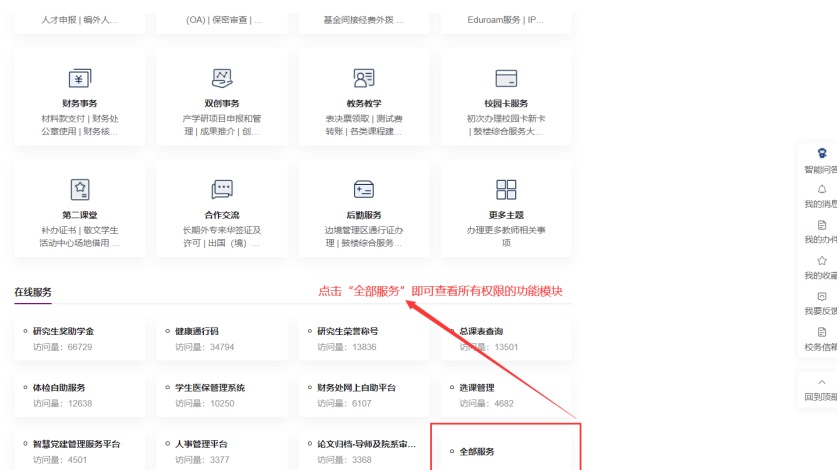 人才申报 | 编外人...
(OA) | 保密审查 | ...
基金间接经费外拨 ...
Eduroam服务 | IP...
财务事务
双创事务
教务教学
校园卡服务
材料款支付 | 财务处
公章使用 | 财务核...
产学研项目申报和管
理 | 成果推介 | 创...
表决票领取 | 测试费
转账 | 各类课程建...
初次办理校园卡新卡
| 鼓楼综合服务大...
第二课堂
合作交流
后勤服务
更多主题
补办证书 | 敬文学生
活动中心场地借用 ...
长期外专来华签证及
许可 | 出国（境）...
边境管理区通行证办
理 | 鼓楼综合服务...
办理更多教师相关事
项
在线服务
点击“全部服务”即可查看所有权限的功能模块
研究生奖助学金
访问量：66729
健康通行码
访问量：34794
研究生荣誉称号
访问量：13836
总课表查询
访问量：13501
体检自助服务
访问量：12638
学生医保管理系统
访问量：10250
财务处网上自助平台
访问量：6107
选课管理
访问量：4682
智慧党建管理服务平台
访问量：4501
人事管理平台
访问量：3377
论文归档-导师及院系审...
访问量：3368
全部服务
智能问答
我的消息
我的办件
我的收藏
我要反馈
校务信箱
回到顶部